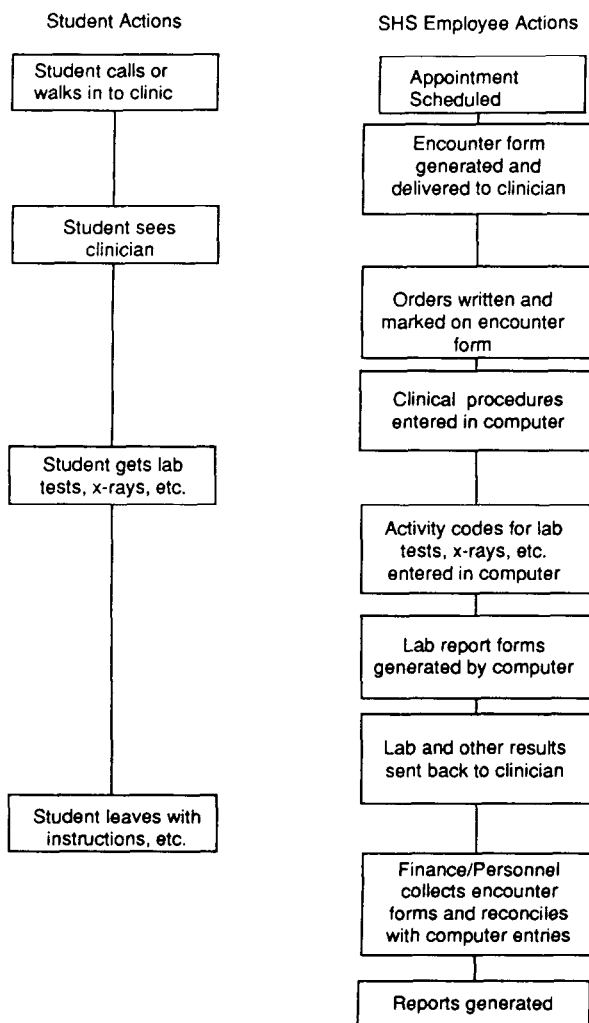 Student Actions
Student calls or
walks in to clinic
Student sees
clinician
Student gets lab
tests, x-rays, etc.
Student leaves with
instructions, etc.
SHS Employee Actions
Appointment
Scheduled
Encounter form
generated and
delivered to clinician
Orders written and
marked on encounter
form
Clinical procedures
entered in computer
Activity codes for lab
tests, x-rays, etc.
entered in computer
Lab report forms
generated by computer
Lab and other results
sent back to clinician
Finance/Personnel
collects encounter
forms and reconciles
with computer entries
Reports generated